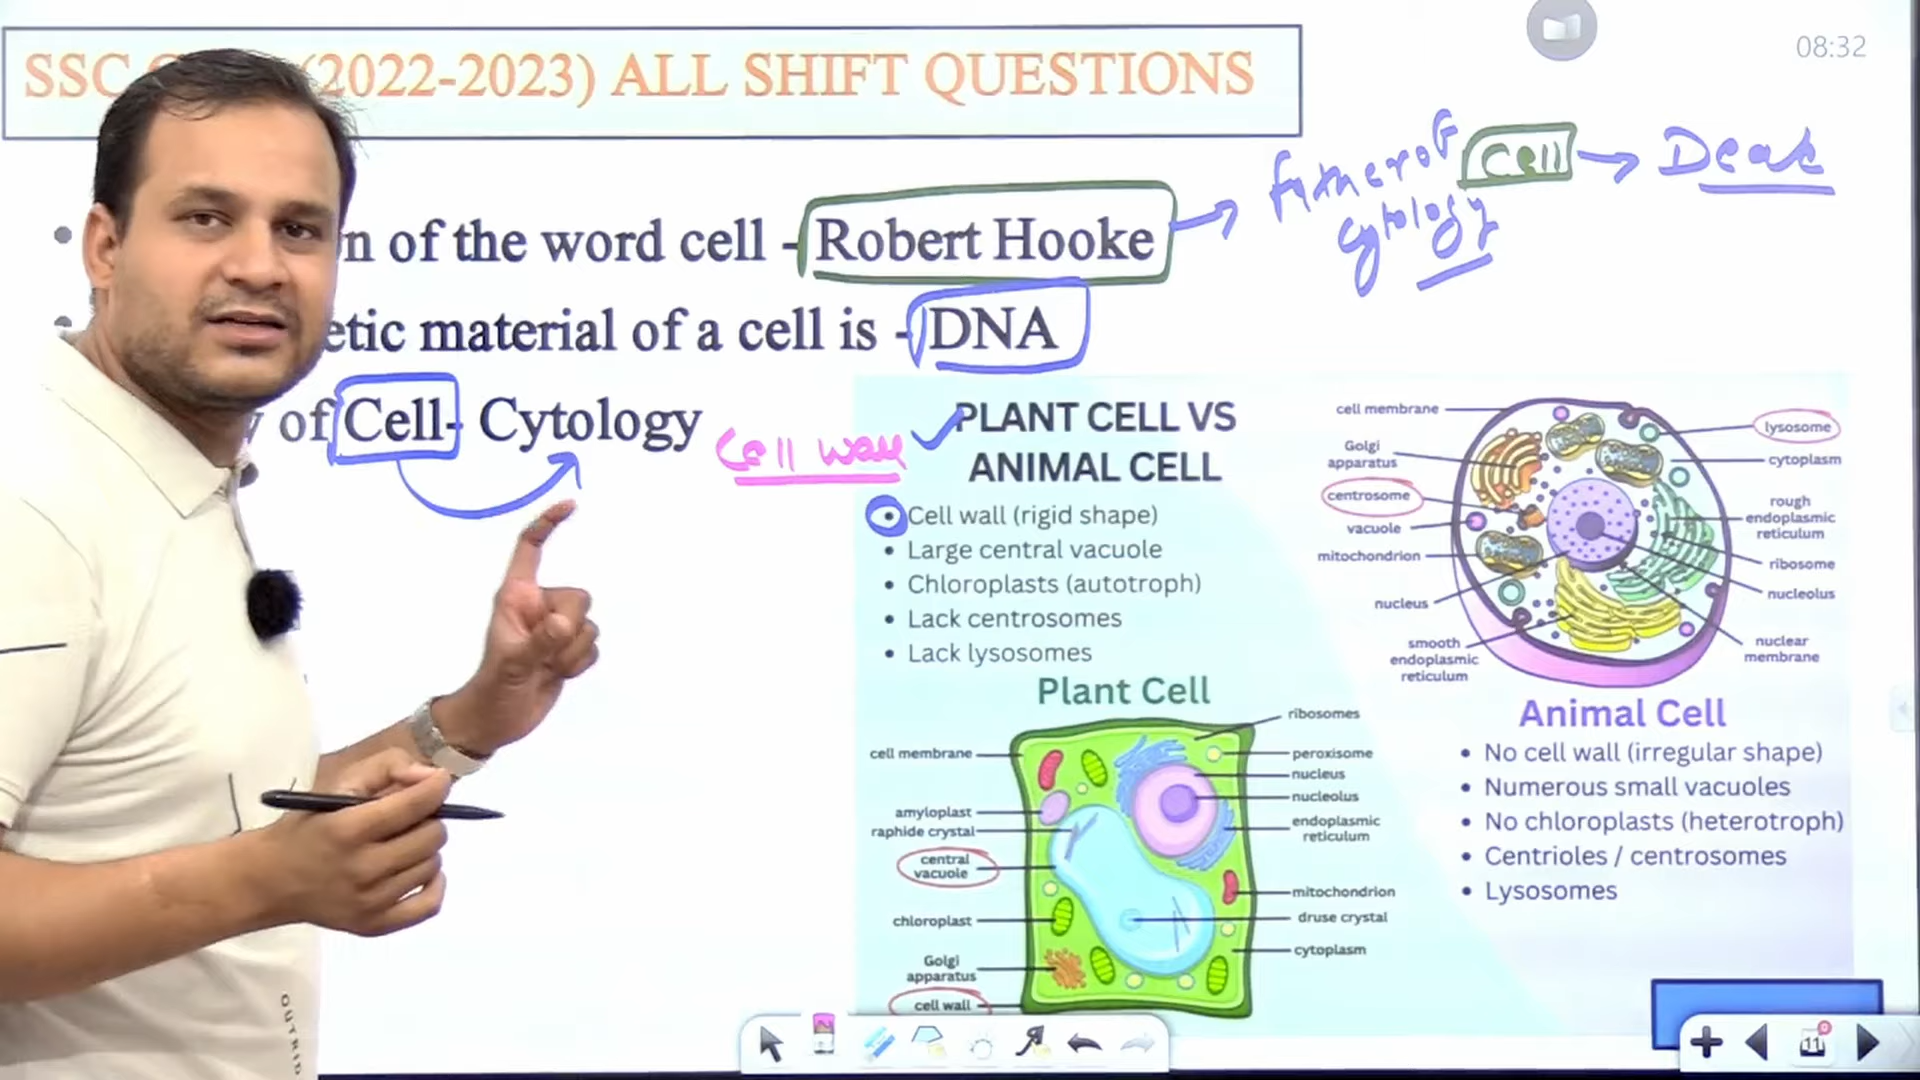 SSC (2022-2023) ALL SHIFT QUESTIONS
08:32
n of the word cell - Robert Hooke
Father of
Cytology
Cell
Dead
etic material of a cell is - DNA
y of Cell- Cytology
Cell wall
PLANT CELL VS
ANIMAL CELL
• Cell wall (rigid shape)
• Large central vacuole
• Chloroplasts (autotroph)
• Lack centrosomes
• Lack lysosomes
cell membrane
Golgi
apparatus
centrosome
vacuole
mitochondrion
nucleus
smooth
endoplasmic
reticulum
lysosome
cytoplasm
rough
endoplasmic
reticulum
ribosome
nucleolus
nuclear
membrane
Plant Cell
cell membrane
amyloplast
raphide crystal
central
vacuole
chloroplast
Golgi
apparatus
cell wall
ribosomes
peroxisome
nucleus
nucleolus
endoplasmic
reticulum
mitochondrion
druse crystal
cytoplasm
Animal Cell
• No cell wall (irregular shape)
• Numerous small vacuoles
• No chloroplasts (heterotroph)
• Centrioles / centrosomes
• Lysosomes
OUTRID
11
0